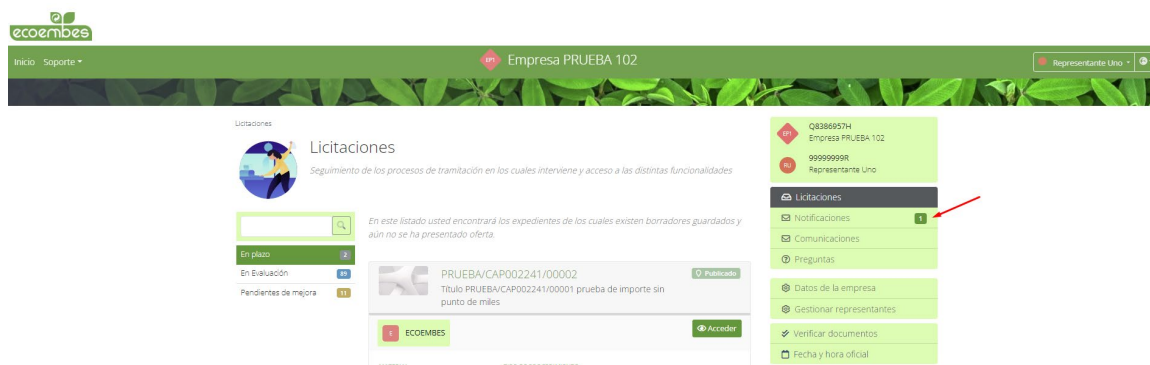 ecoembes
Inicio Soporte
EP1 Empresa PRUEBA 102
Representante Uno
Licitaciones
Licitaciones
Seguimiento de los procesos de tramitación en los cuales interviene y acceso a las distintas funcionalidades
En este listado usted encontrará los expedientes de los cuales existen borradores guardados y
aún no se ha presentado oferta.
En plazo 2
En Evaluación 89
Pendientes de mejora 11
PRUEBA/CAP002241/00002
Publicado
Título PRUEBA/CAP002241/00001 prueba de importe sin
punto de miles
E ECOEMBES
Acceder
EP1
Q8386957H
Empresa PRUEBA 102
RU
99999999R
Representante Uno
Licitaciones
Notificaciones 1
Comunicaciones
Preguntas
Datos de la empresa
Gestionar representantes
Verificar documentos
Fecha y hora oficial